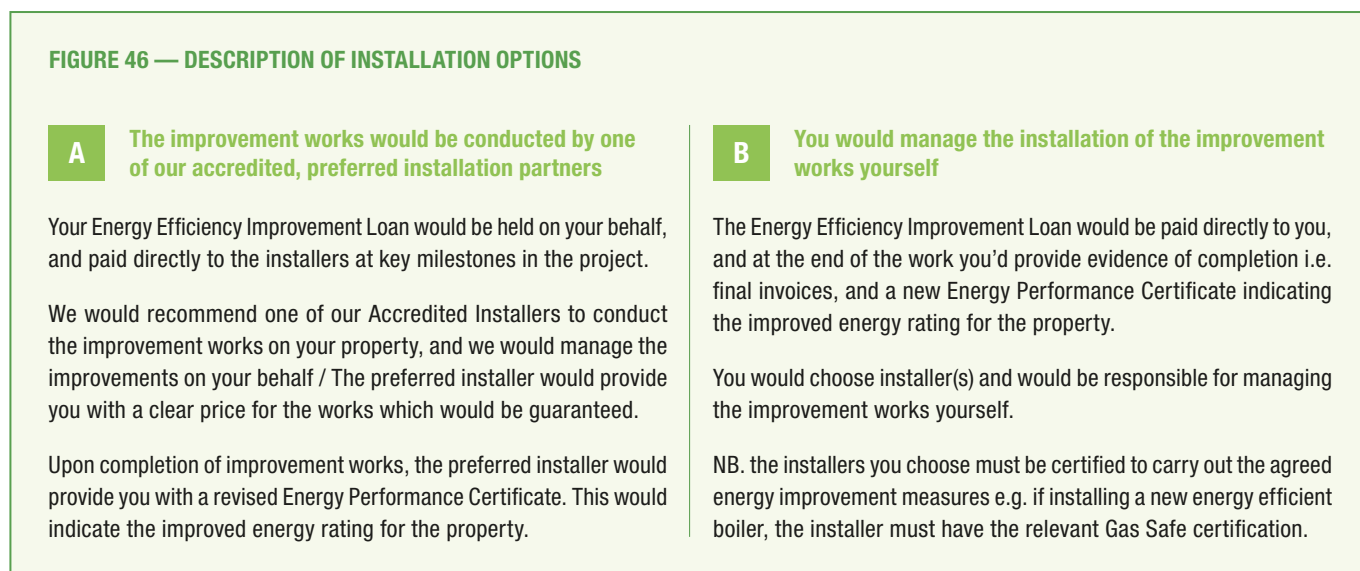 FIGURE 46 — DESCRIPTION OF INSTALLATION OPTIONS
A
The improvement works would be conducted by one
of our accredited, preferred installation partners
Your Energy Efficiency Improvement Loan would be held on your behalf,
and paid directly to the installers at key milestones in the project.
We would recommend one of our Accredited Installers to conduct
the improvement works on your property, and we would manage the
improvements on your behalf / The preferred installer would provide
you with a clear price for the works which would be guaranteed.
Upon completion of improvement works, the preferred installer would
provide you with a revised Energy Performance Certificate. This would
indicate the improved energy rating for the property.
B
You would manage the installation of the improvement
works yourself
The Energy Efficiency Improvement Loan would be paid directly to you,
and at the end of the work you’d provide evidence of completion i.e.
final invoices, and a new Energy Performance Certificate indicating
the improved energy rating for the property.
You would choose installer(s) and would be responsible for managing
the improvement works yourself.
NB. the installers you choose must be certified to carry out the agreed
energy improvement measures e.g. if installing a new energy efficient
boiler, the installer must have the relevant Gas Safe certification.